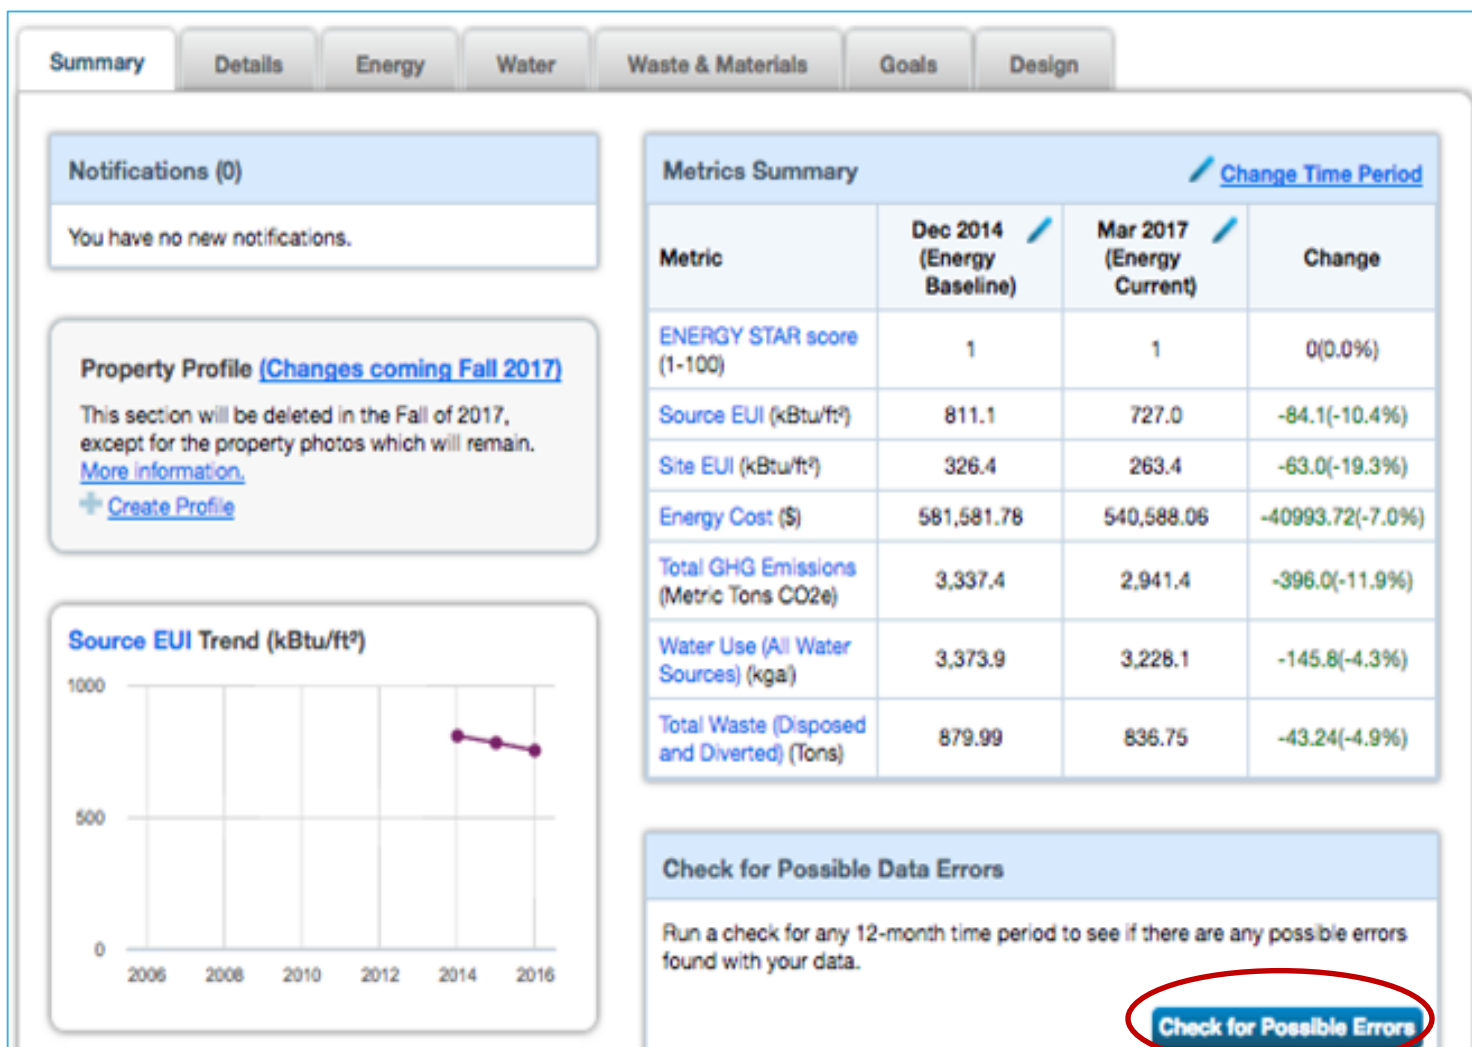 Summary Details Energy Water Waste & Materials Goals Design
Notifications (0)
You have no new notifications.
Property Profile (Changes coming Fall 2017)
This section will be deleted in the Fall of 2017,
except for the property photos which will remain.
More information.
Create Profile
Source EUI Trend (kBtu/ft²)
1000
500
0
2006 2008 2010 2012 2014 2016
Metrics Summary Change Time Period
Metric Dec 2014 (Energy Baseline) Mar 2017 (Energy Current) Change
ENERGY STAR score (1-100) 1 1 0(0.0%)
Source EUI (kBtu/ft²) 811.1 727.0 -84.1(-10.4%)
Site EUI (kBtu/ft²) 326.4 263.4 -63.0(-19.3%)
Energy Cost ($) 581,581.78 540,588.06 -40993.72(-7.0%)
Total GHG Emissions (Metric Tons CO2e) 3,337.4 2,941.4 -396.0(-11.9%)
Water Use (All Water Sources) (kgal) 3,373.9 3,228.1 -145.8(-4.3%)
Total Waste (Disposed and Diverted) (Tons) 879.99 836.75 -43.24(-4.9%)
Check for Possible Data Errors
Run a check for any 12-month time period to see if there are any possible errors
found with your data.
Check for Possible Errors